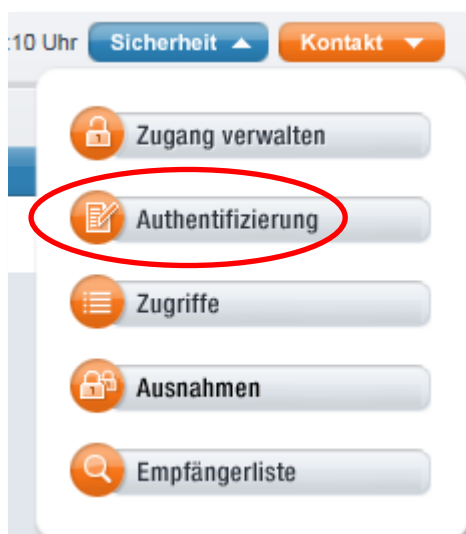 :10 Uhr Sicherheit Kontakt
Zugang verwalten
Authentifizierung
Zugriffe
Ausnahmen
Empfängerliste